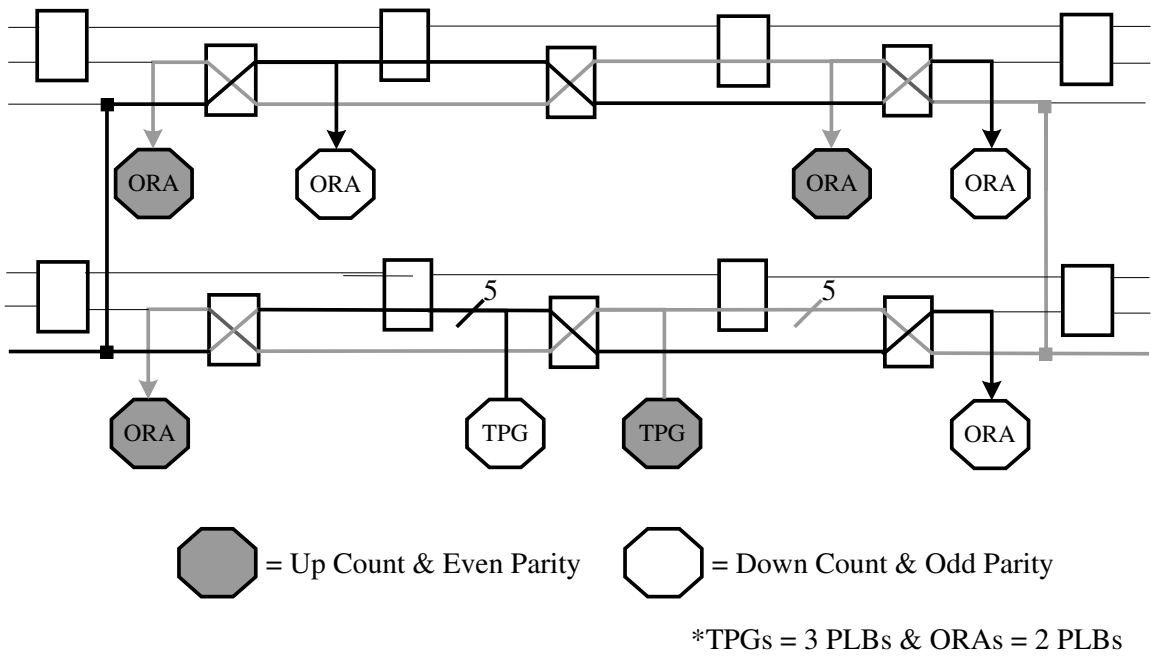 ORA ORA ORA ORA
5 5
ORA TPG TPG ORA
= Up Count & Even Parity = Down Count & Odd Parity
*TPGs = 3 PLBs & ORAs = 2 PLBs